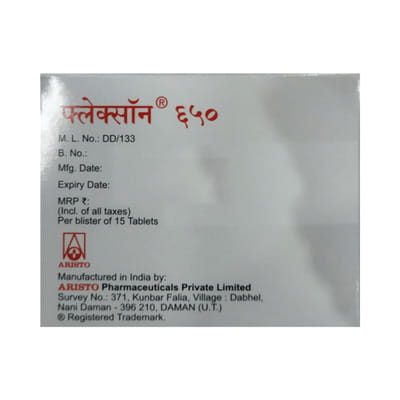 फ्लेक्सॉन® ६५०
M. L. No.: DD/133
B. No.:
Mfg. Date:
Expiry Date:
MRP ₹:
(Incl. of all taxes)
Per blister of 15 Tablets
ARISTO
Manufactured in India by:
ARISTO Pharmaceuticals Private Limited
Survey No.: 371, Kunbar Falia, Village : Dabhel,
Nani Daman - 396 210, DAMAN (U.T.)
® Registered Trademark.